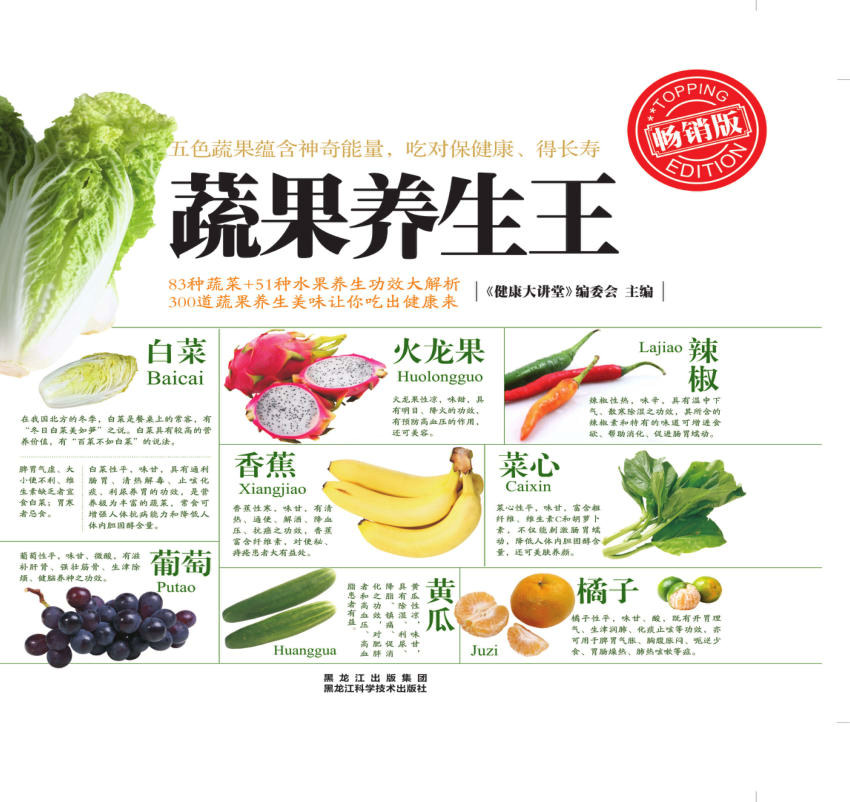 **TOPPING
畅销版
EDITION
五色蔬果蕴含神奇能量，吃对保健康、得长寿
蔬果养生王
83种蔬菜+51种水果养生功效大解析
300道蔬果养生美味让你吃出健康来
《健康大讲堂》编委会 主编
白菜
Baicai
在我国北方的冬季，白菜是餐桌上的常客，有
“冬日白菜美如笋”之说。白菜具有较高的营
养价值，有“百菜不如白菜”的说法。
脾胃气虚、大
小便不利、维
生素缺乏者宜
食白菜；胃寒
者忌食。
白菜性平，味甘，具有通利
肠胃、清热解毒、止咳化
痰、利尿养胃的功效，是营
养极为丰富的蔬菜，常食可
增强人体抗病能力和降低人
体内胆固醇含量。
火龙果
Huolongguo
火龙果性凉，味甜，具
有明目、降火的功效，
有预防高血压的作用，
还可美容。
Lajiao
辣椒
辣椒性热，味辛，具有温中下
气、散寒除湿之功效，其所含的
辣椒素和特有的味道可增进食
欲、帮助消化、促进肠胃蠕动。
香蕉
Xiangjiao
香蕉性寒，味甘，有清
热、通便、解酒、降血
压、抗癌之功效，香蕉
富含纤维素，对便秘、
痔疮患者大有益处。
菜心
Caixin
菜心性平，味甘，富含粗
纤维、维生素C和胡萝卜
素，不仅能刺激肠胃蠕
动，降低人体内胆固醇含
量，还可美肤养颜。
葡萄性平，味甘、微酸，有滋
补肝肾、强壮筋骨、生津除
烦、健脑养神之功效。
葡萄
Putao
黄瓜
黄瓜性凉，味甘，
具有除湿、利尿、
降脂、镇痛、促消
化之功效，对肥胖
者和高血压、高血
脂患者有益。
Huanggua
橘子
橘子性平，味甘、酸，既有开胃理
气、生津润肺、化痰止咳等功效，亦
可用于脾胃气胀、胸腹胀闷、呃逆少
食、胃肠燥热、肺热咳嗽等症。
Juzi
黑龙江出版集团
黑龙江科学技术出版社